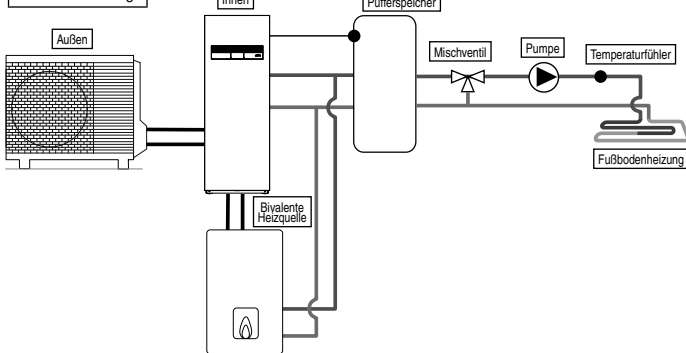 Innen
Pufferspeicher
Außen
Mischventil
Pumpe
Temperaturfühler
Fußbodenheizung
Bivalente
Heizquelle